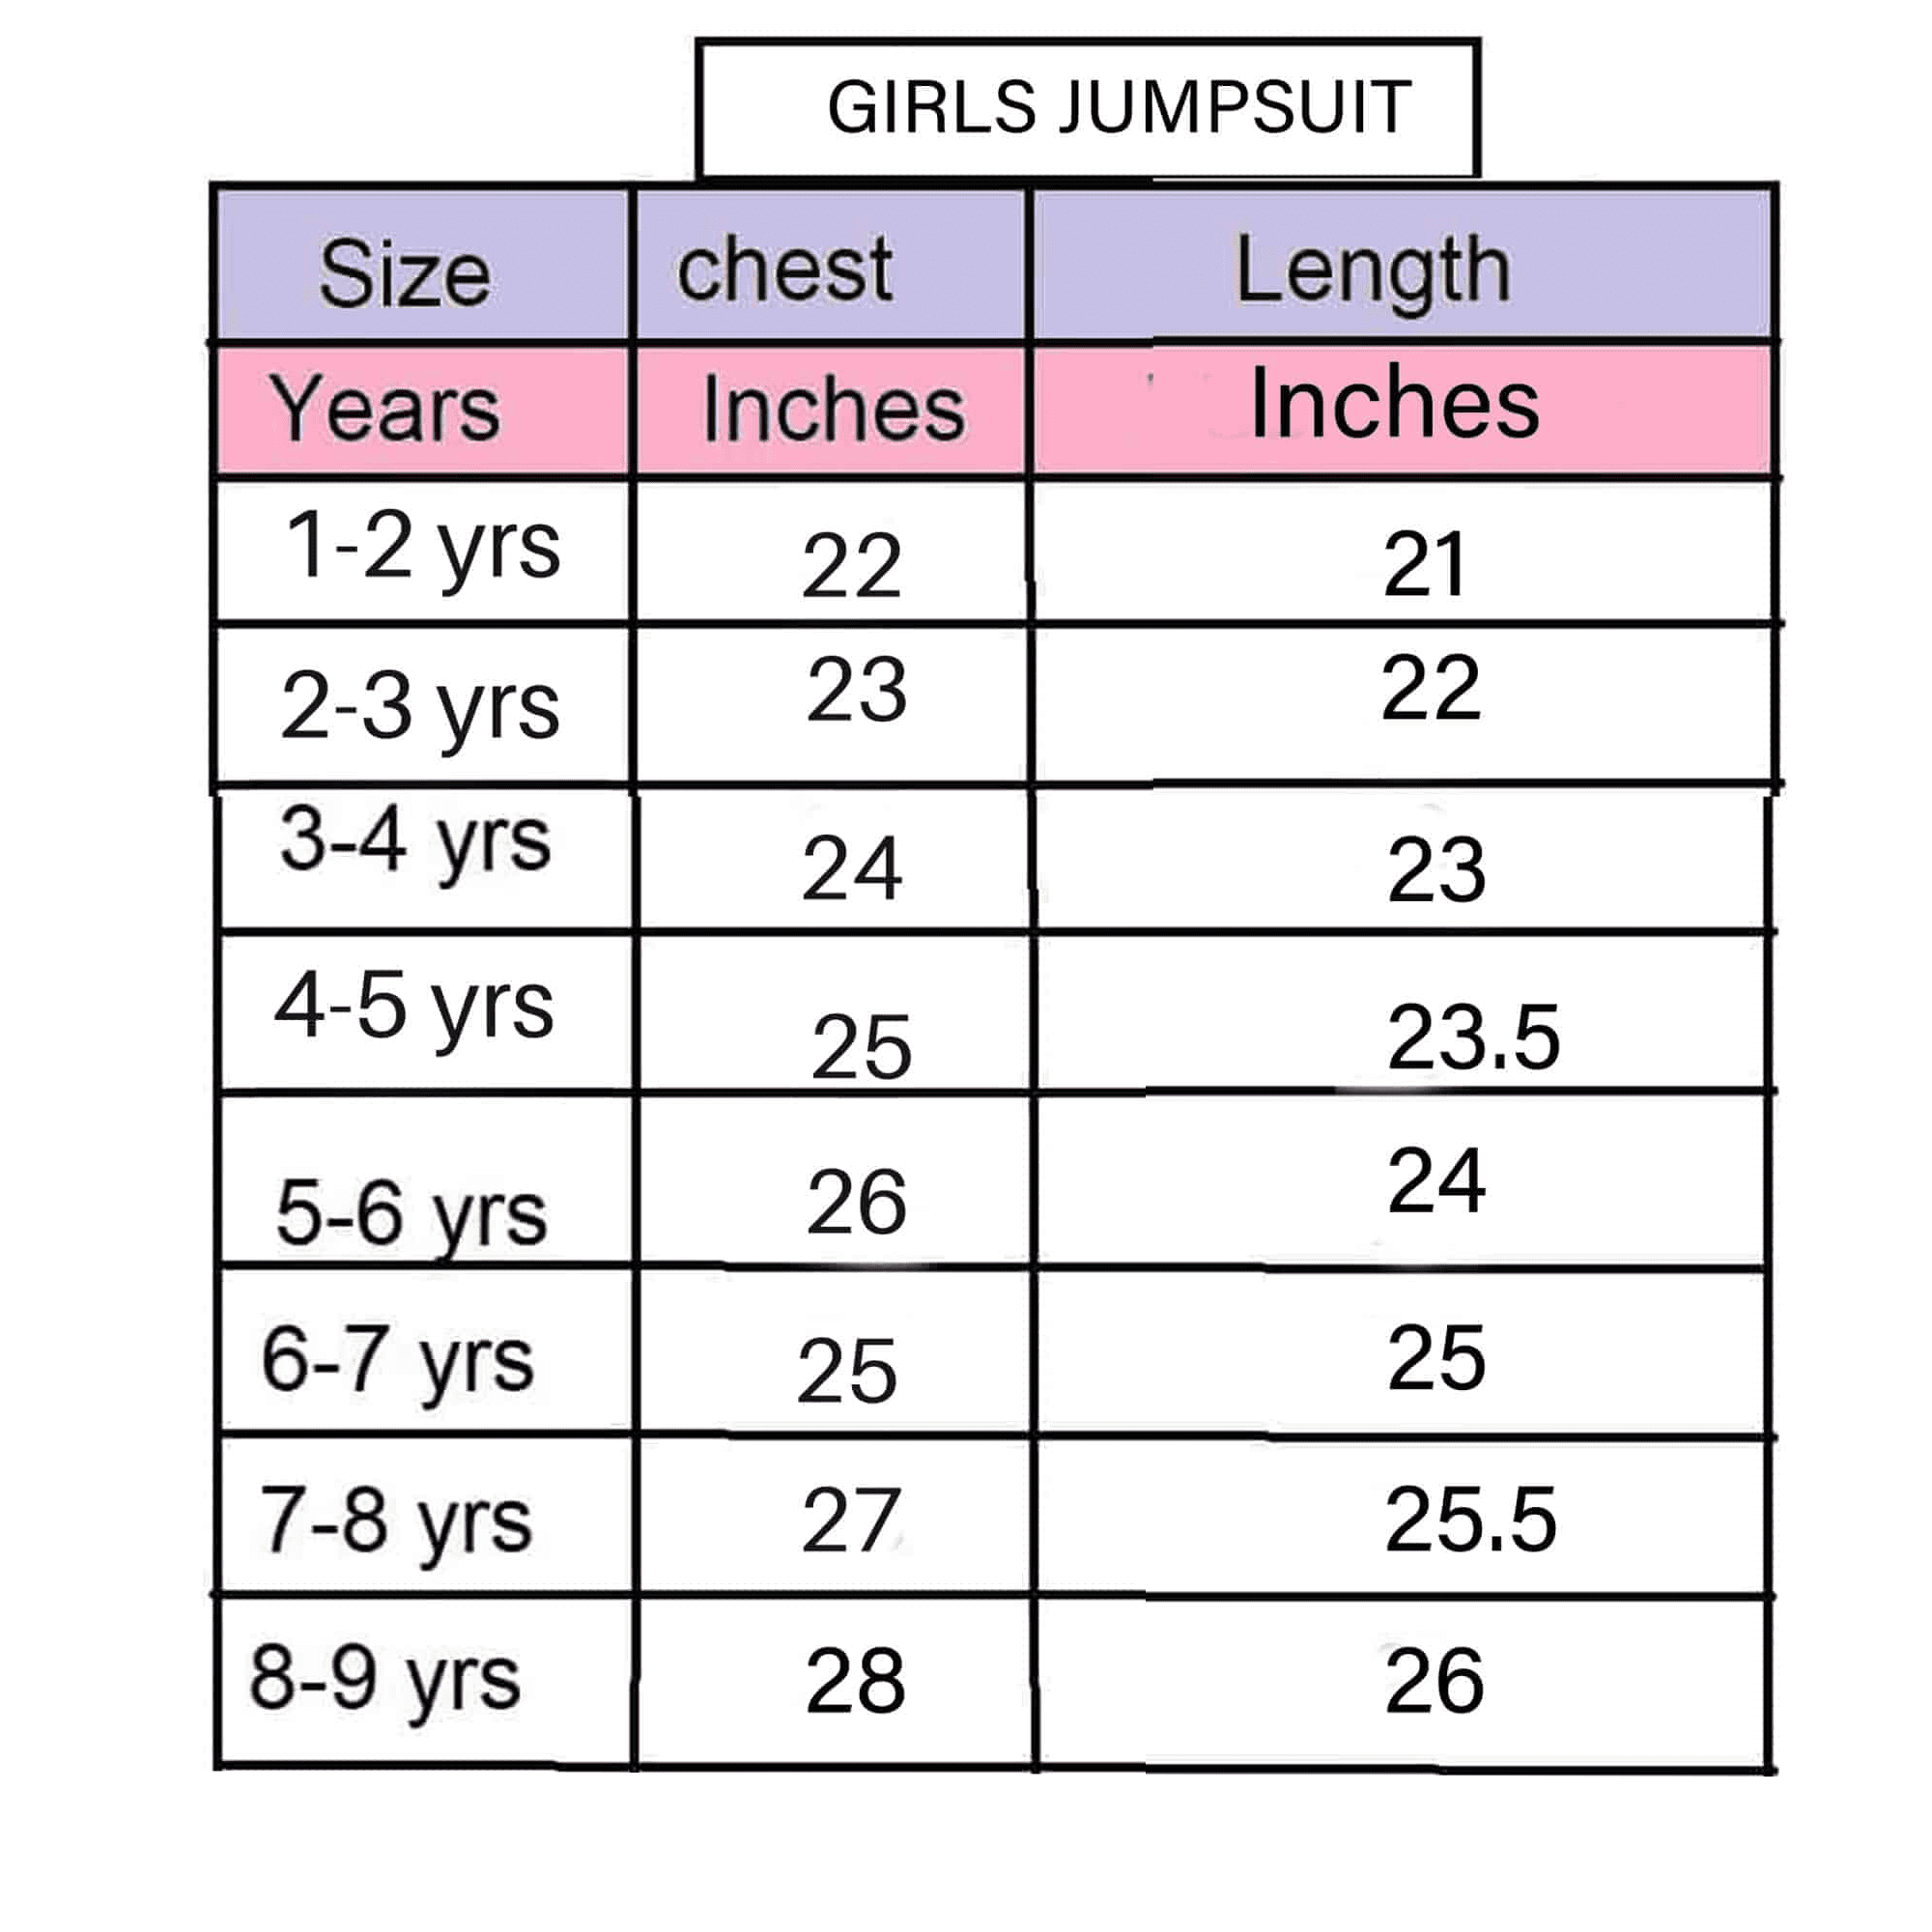 GIRLS JUMPSUIT
Size chest Length
Years Inches Inches
1-2 yrs 22 21
2-3 yrs 23 22
3-4 yrs 24 23
4-5 yrs 25 23.5
5-6 yrs 26 24
6-7 yrs 25 25
7-8 yrs 27 25.5
8-9 yrs 28 26